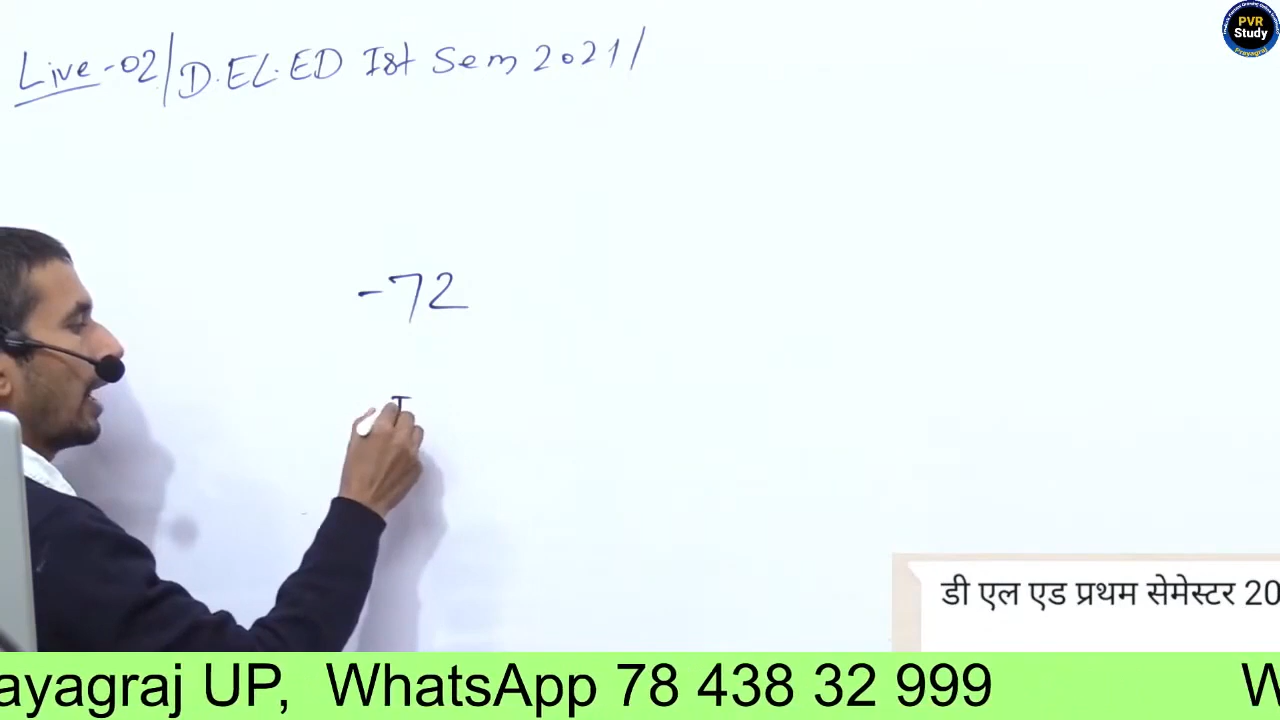 Live-02/D.EL.ED Ist Sem 2021/
PVR
Study
Prayagraj
-72
डी एल एड प्रथम सेमेस्टर 20
ayagraj UP, WhatsApp 78 438 32 999 W